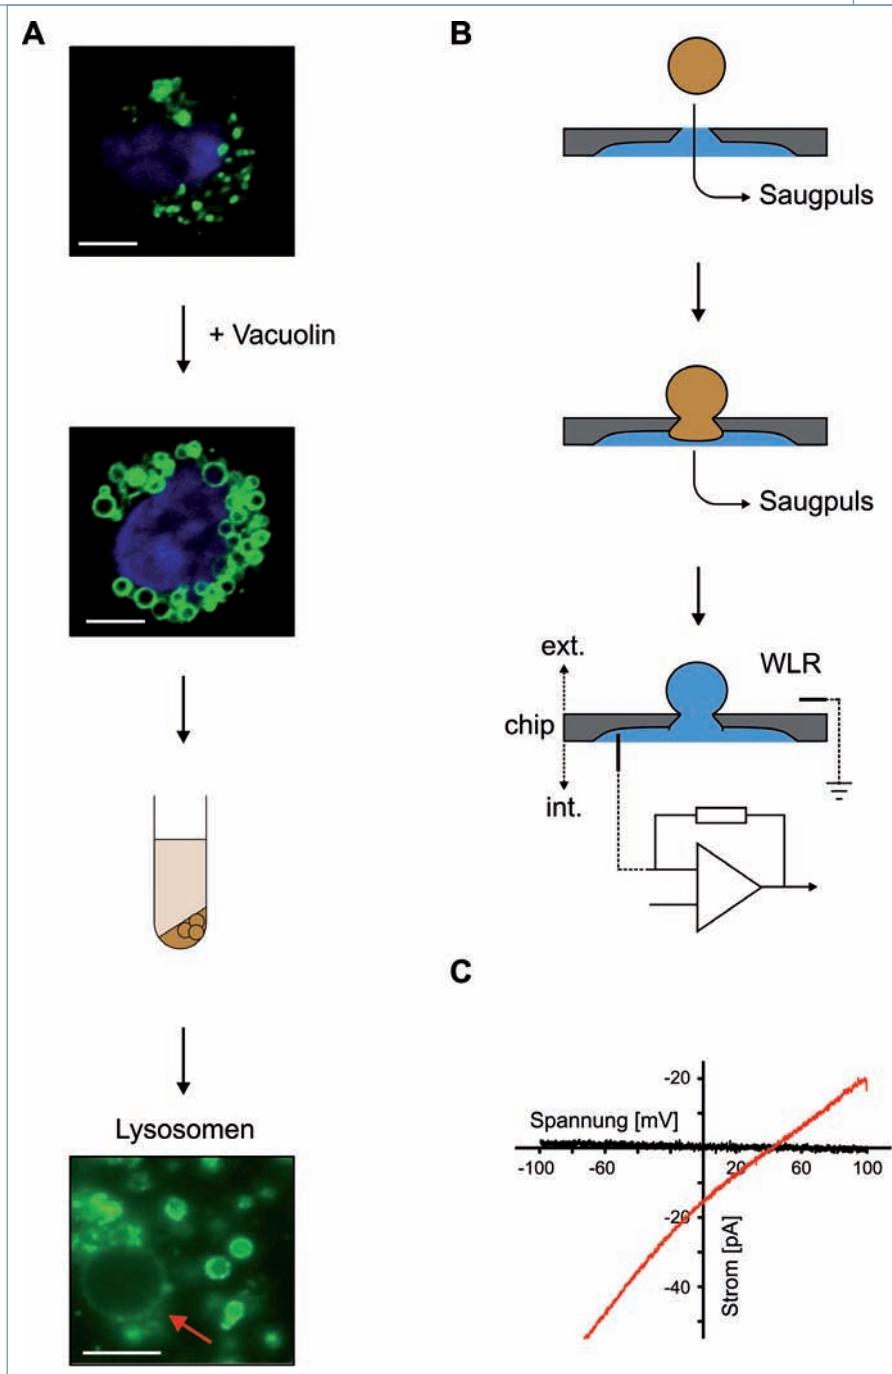 A
+ Vacuolin
Lysosomen
B
Saugpuls
Saugpuls
ext.
WLR
chip
int.
C
-20
Spannung [mV]
-100
-60
20
60
100
-20
-40
Strom [pA]